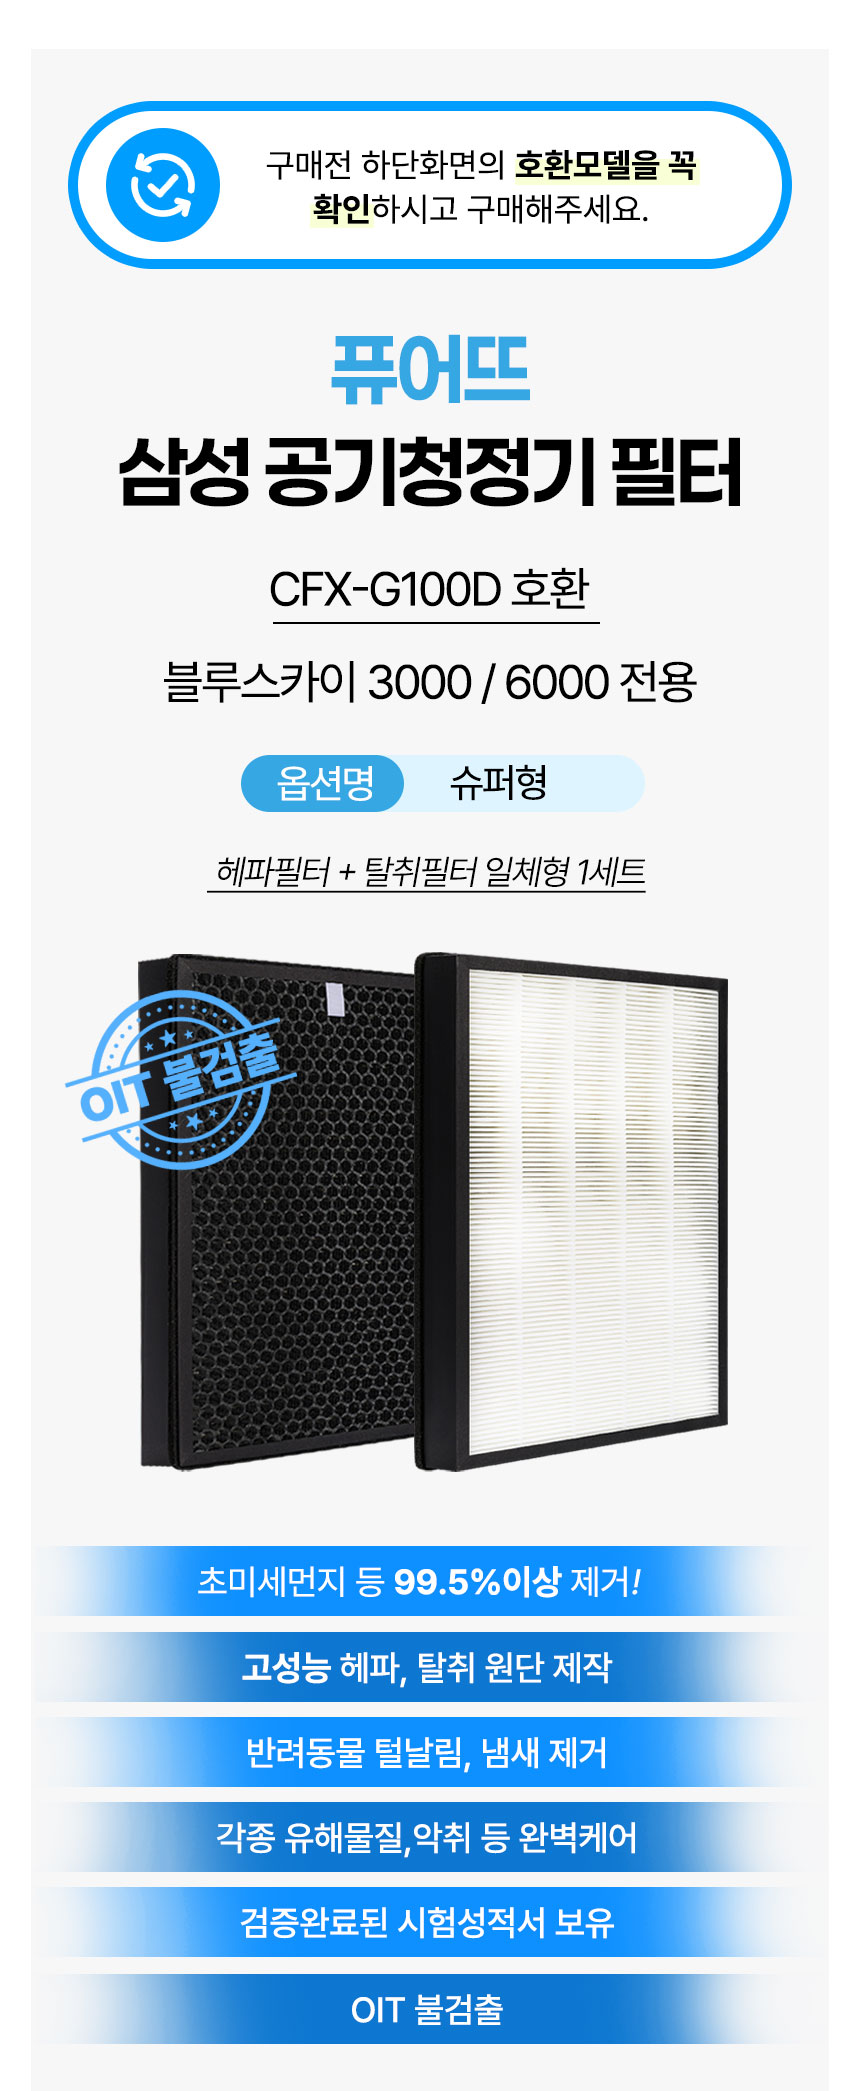 구매전 하단화면의 호환모델을 꼭
확인하시고 구매해주세요.
퓨어뜨
삼성 공기청정기 필터
CFX-G100D 호환
블루스카이 3000 / 6000 전용
옵션명 슈퍼형
헤파필터 + 탈취필터 일체형 1세트
OIT 불검출
초미세먼지 등 99.5%이상 제거!
고성능 헤파, 탈취 원단 제작
반려동물 털날림, 냄새 제거
각종 유해물질,악취 등 완벽케어
검증완료된 시험성적서 보유
OIT 불검출